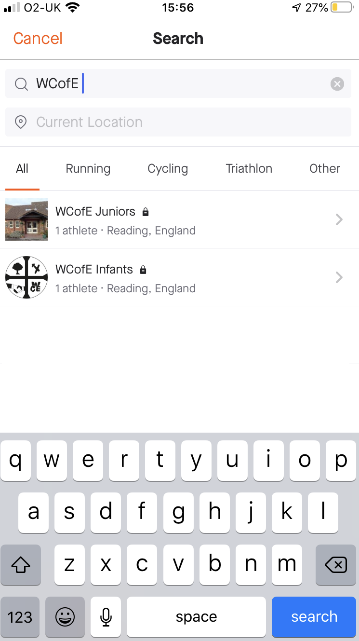 O2-UK 15:56 27%
Cancel Search
WCofE
Current Location
All Running Cycling Triathlon Other
WCofE Juniors
1 athlete · Reading, England
WCofE Infants
1 athlete · Reading, England
q w e r t y u i o p
a s d f g h j k l
z x c v b n m
123 space search